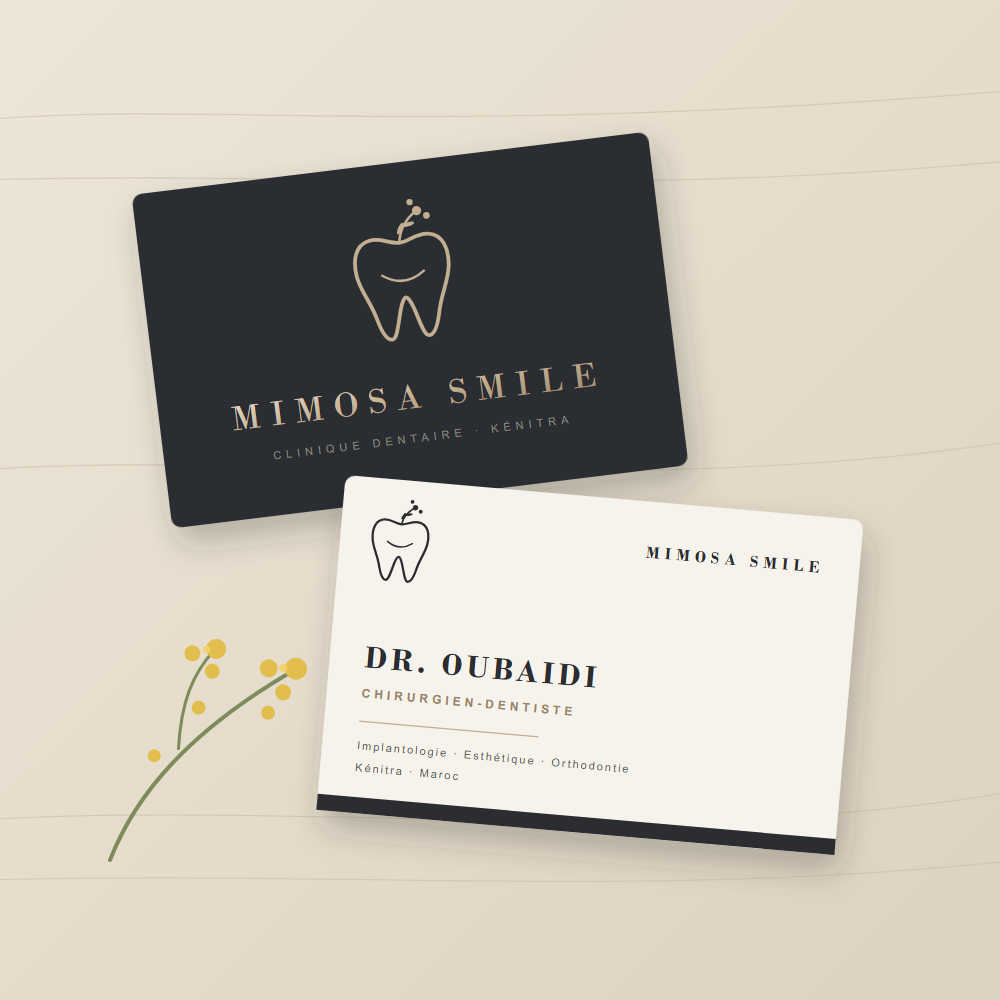 MIMOSA SMILE
CLINIQUE DENTAIRE · KÉNITRA
MIMOSA SMILE
DR. OUBAIDI
CHIRURGIEN-DENTISTE
Implantologie · Esthétique · Orthodontie
Kénitra · Maroc